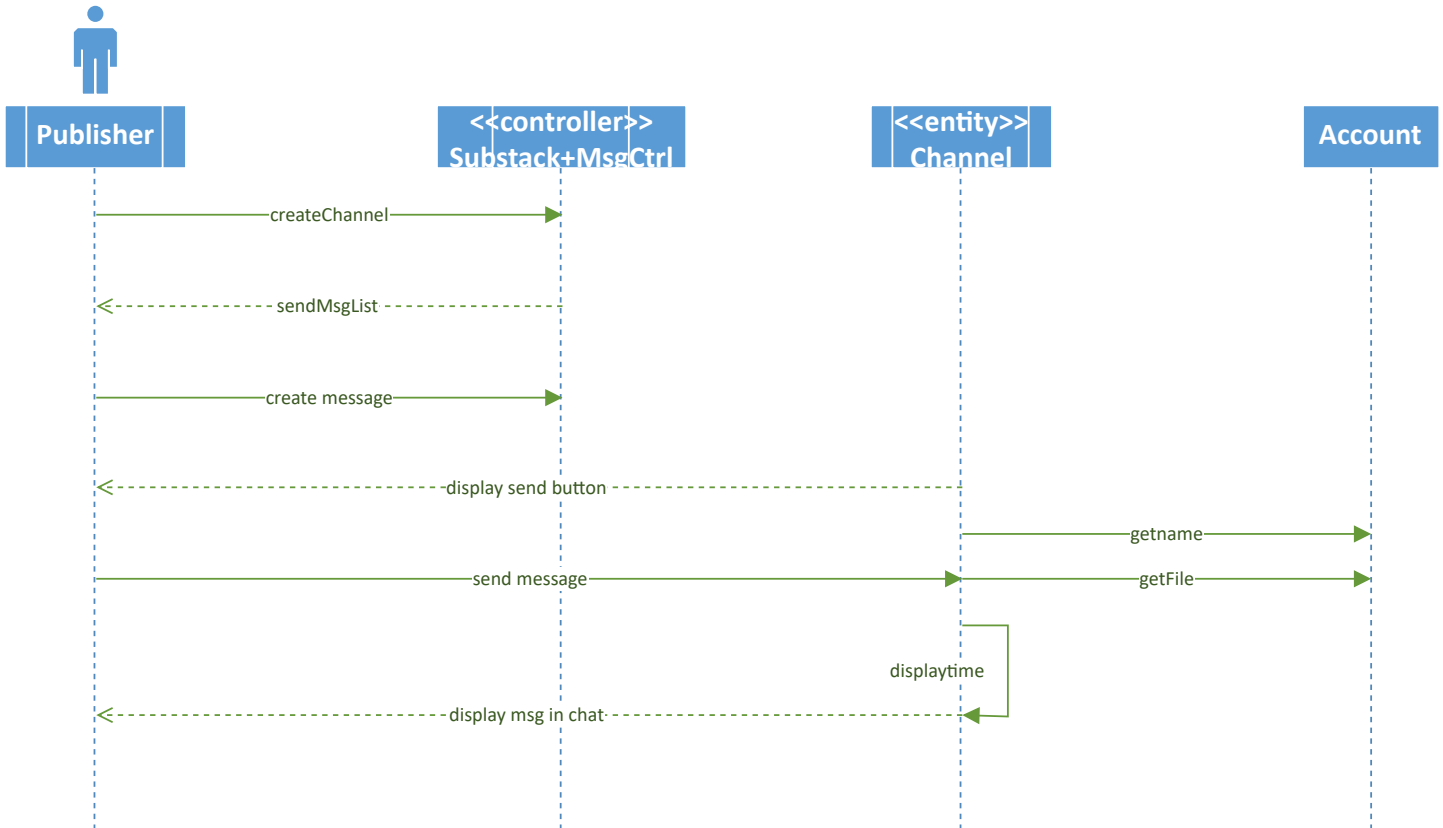 Publisher
<<controller>>
Substack+MsgCtrl
<<entity>>
Channel
Account
createChannel
sendMsgList
create message
display send button
getname
send message
getFile
displaytime
display msg in chat